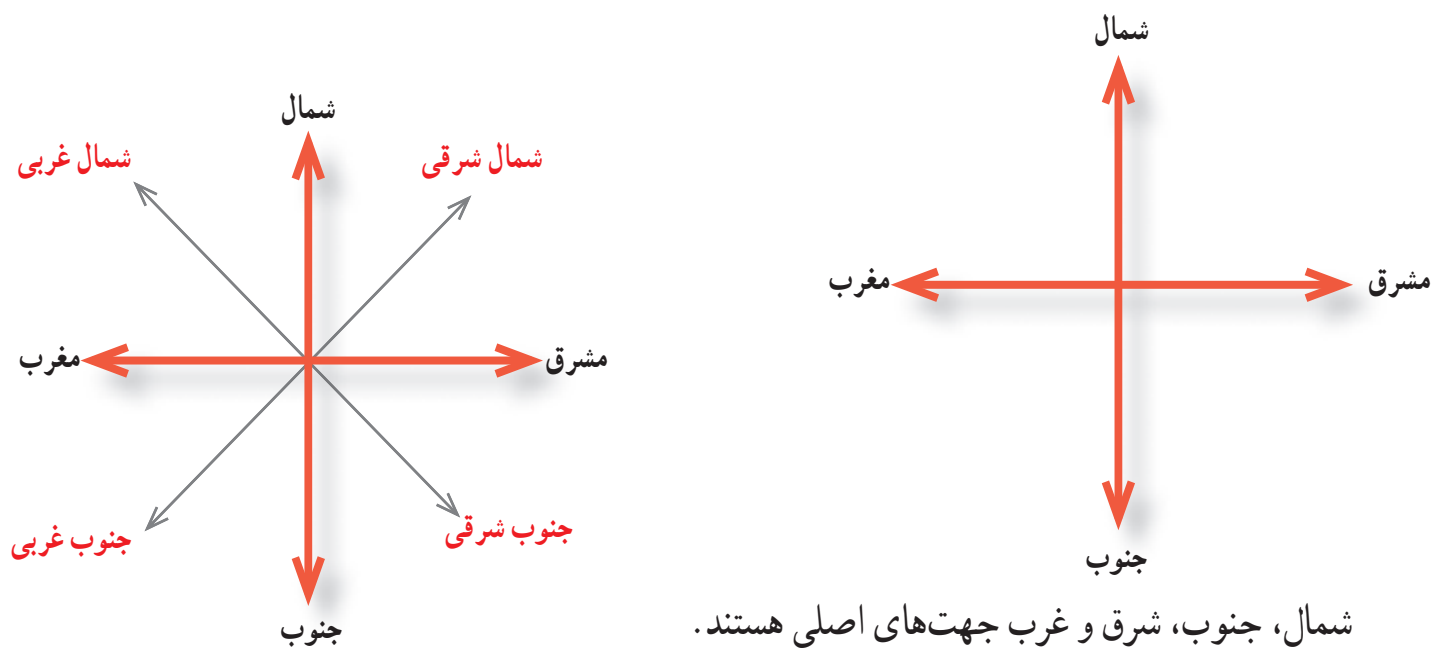 شمال
مشرق
مغرب
جنوب
شمال، جنوب، شرق و غرب جهت‌های اصلی هستند.
شمال
شمال شرقی
شمال غربی
مشرق
مغرب
جنوب شرقی
جنوب غربی
جنوب